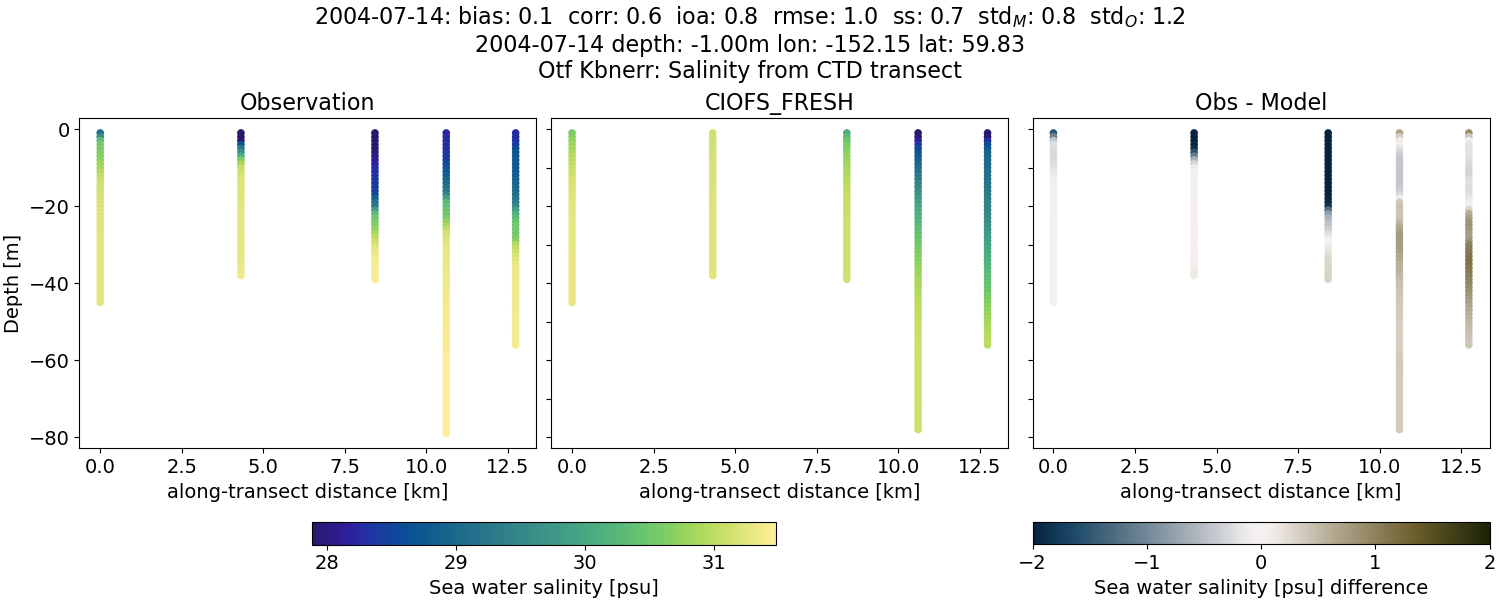 2004-07-14: bias: 0.1  corr: 0.6  ioa: 0.8  rmse: 1.0  ss: 0.7  std_M: 0.8  std_O: 1.2
2004-07-14 depth: -1.00m lon: -152.15 lat: 59.83
Otf Kbnerr: Salinity from CTD transect
Observation
CIOFS_FRESH
Obs - Model
Depth [m]
0
−20
−40
−60
−80
0.0 2.5 5.0 7.5 10.0 12.5
0.0 2.5 5.0 7.5 10.0 12.5
0.0 2.5 5.0 7.5 10.0 12.5
along-transect distance [km]
along-transect distance [km]
along-transect distance [km]
28 29 30 31
Sea water salinity [psu]
−2 −1 0 1 2
Sea water salinity [psu] difference